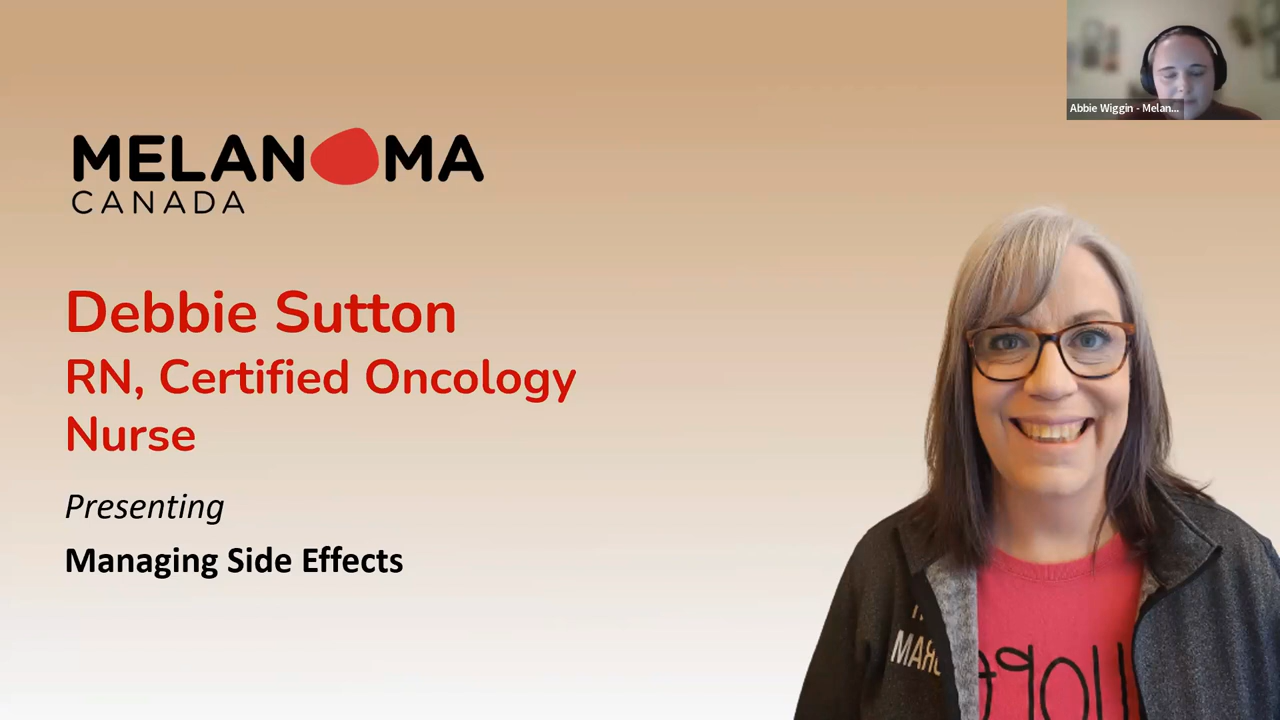 Abbie Wiggin - Melan...
MELANOMA
CANADA
Debbie Sutton
RN, Certified Oncology
Nurse
Presenting
Managing Side Effects